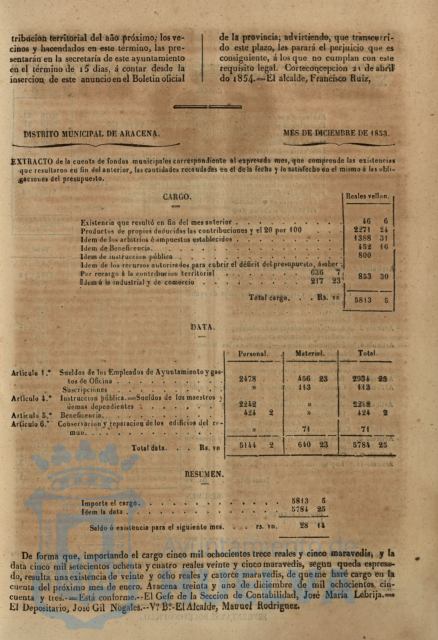 tribucion territorial del año próximo; los ve-
cinos y hacendados en este término, las pre-
sentarán en la secretaría de este ayuntamiento
en el término de 15 dias, á contar desde la
insercion de este anuncio en el Boletin oficial
de la provincia; advirtiendo, que transcurri-
do este plazo, les parará el perjuicio que es
consiguiente, á los que no cumplan con este
requisito legal. Corteconcepcion 21 de abril
de 1854.—El alcalde, Francisco Ruiz,
DISTRITO MUNICIPAL DE ARACENA. MES DE DICIEMBRE DE 1853.
EXTRACTO de la cuenta de fondos municipales correspondiente al espresado mes, que comprende las existencias
que resultaron en fin del anterior, las cantidades recaudadas en el de la fecha y lo satisfecho en el mismo á las obli-
gaciones del presupuesto.
CARGO.
Reales vellon.
Existencia que resultó en fin del mes anterior 46 6
Productos de propios deducidas las contribuciones y el 20 por 100 2271 24
Idem de los arbitrios é impuestos establecidos 1388 31
Idem de Beneficencia. 452 16
Idem de instruccion pública 800
Idem de los recursos autorizados para cubrir el déficit del presupuesto, á saber
Por recargo á la contribucion territorial 636 7
Idem á la industrial y de comercio 217 23 853 30
Total cargo. Rs. vn 5813 5
DATA.
Personal. Material. Total.
Articulo 1.° Sueldos de los Empleados de Ayuntamiento y gas-
tos de Oficina 2478 456 23 2934 23
Suscripciones » 113 113
Articulo 4.° Instruccion pública.—Sueldos de los maestros y
demas dependientes 2242 » 2242
Articulo 5.° Beneficencia. 424 2 » 424 2
Articulo 6.° Conservacion y reparacion de los edificios del co-
mun. » 71 71
Total data. Rs. vn 5144 2 640 23 5784 25
RESUMEN.
Importe el cargo. 5813 5
Idem la data 5784 25
Saldo ó existencia para el siguiente mes. rs. vn. 28 14
De forma que, importando el cargo cinco mil ochocientos trece reales y cinco maravedis, y la
data cinco mil setecientos ochenta y cuatro reales veinte y cinco maravedis, segun queda espresa-
do, resulta una existencia de veinte y ocho reales y catorce maravedis, de que me haré cargo en la
cuenta del próximo mes de enero. Aracena treinta y uno de diciembre de mil ochocientos cin-
cuenta y tres.—Está conforme.—El Gefe de la Seccion de Contabilidad, José Maria Lebrija.—
El Depositario, José Gil Nogales.—V.° B.°—El Alcalde, Manuel Rodriguez.